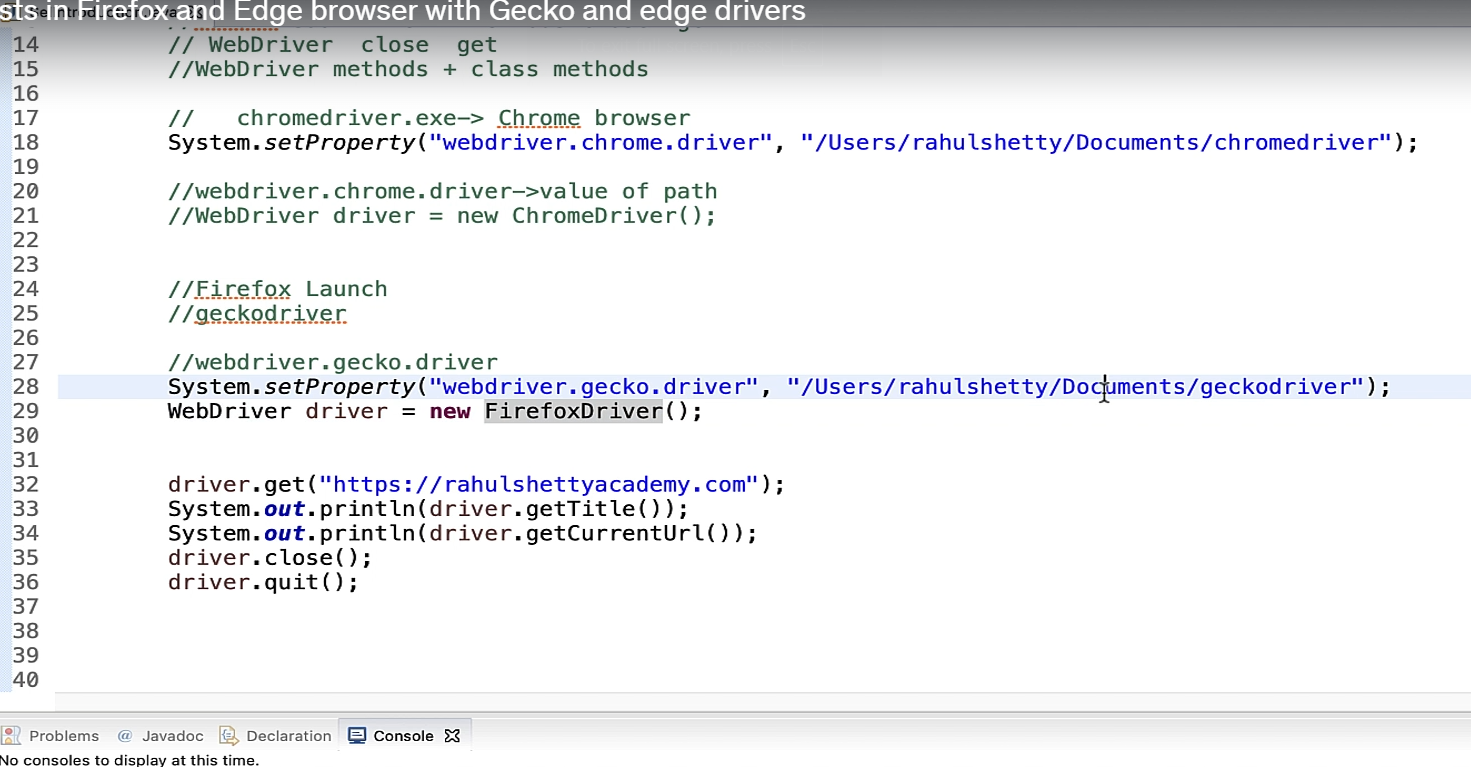 sts in Firefox and Edge browser with Gecko and edge drivers
14 // WebDriver  close  get
15 //WebDriver methods + class methods
16
17 //   chromedriver.exe-> Chrome browser
18 System.setProperty("webdriver.chrome.driver", "/Users/rahulshetty/Documents/chromedriver");
19
20 //webdriver.chrome.driver->value of path
21 //WebDriver driver = new ChromeDriver();
22
23
24 //Firefox Launch
25 //geckodriver
26
27 //webdriver.gecko.driver
28 System.setProperty("webdriver.gecko.driver", "/Users/rahulshetty/Documents/geckodriver");
29 WebDriver driver = new FirefoxDriver();
30
31
32 driver.get("https://rahulshettyacademy.com");
33 System.out.println(driver.getTitle());
34 System.out.println(driver.getCurrentUrl());
35 driver.close();
36 driver.quit();
37
38
39
40
Problems @ Javadoc Declaration Console
No consoles to display at this time.